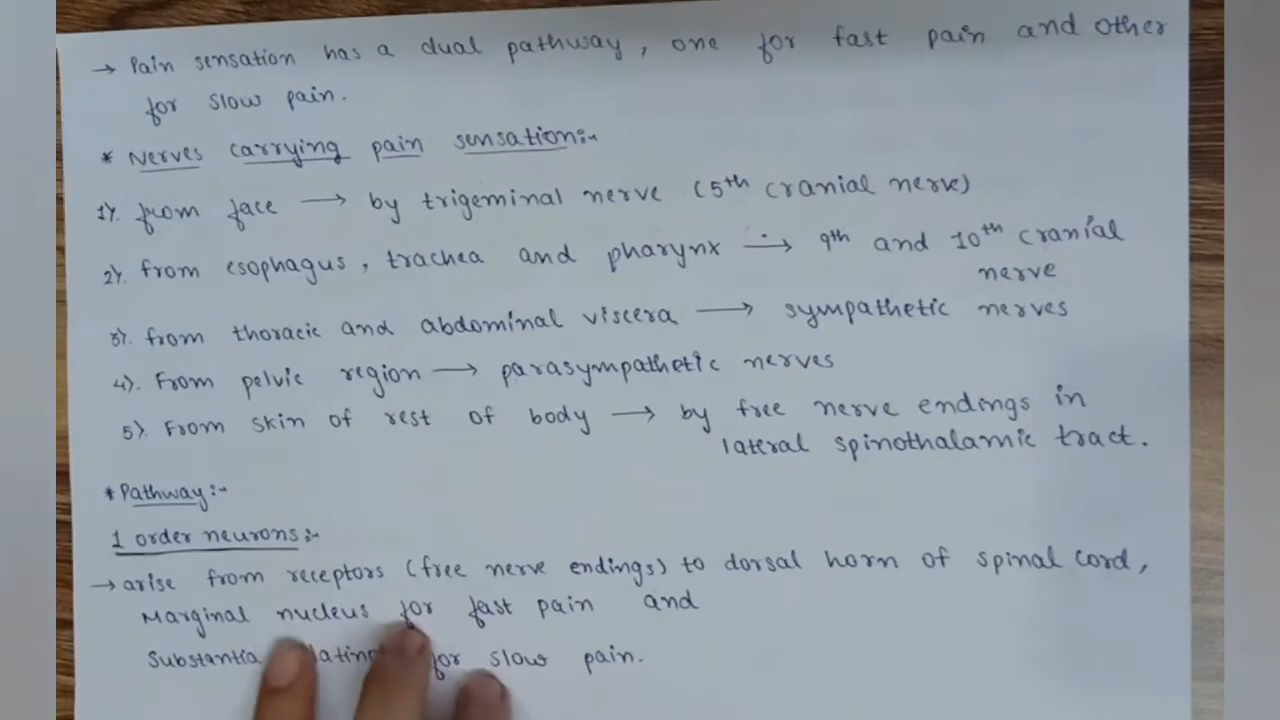 → Pain sensation has a dual pathway, one for fast pain and other
for slow pain.
* Nerves carrying pain sensation:-
1). from face → by trigeminal nerve (5th cranial nerve)
2). from esophagus, trachea and pharynx → 9th and 10th cranial
nerve
3). from thoracic and abdominal viscera → sympathetic nerves
4). From pelvic region → parasympathetic nerves
5). From skin of rest of body → by free nerve endings in
lateral spinothalamic tract.
* Pathway:-
1 order neurons:-
→ arise from receptors (free nerve endings) to dorsal horn of spinal cord,
Marginal nucleus for fast pain and
Substantia for slow pain.